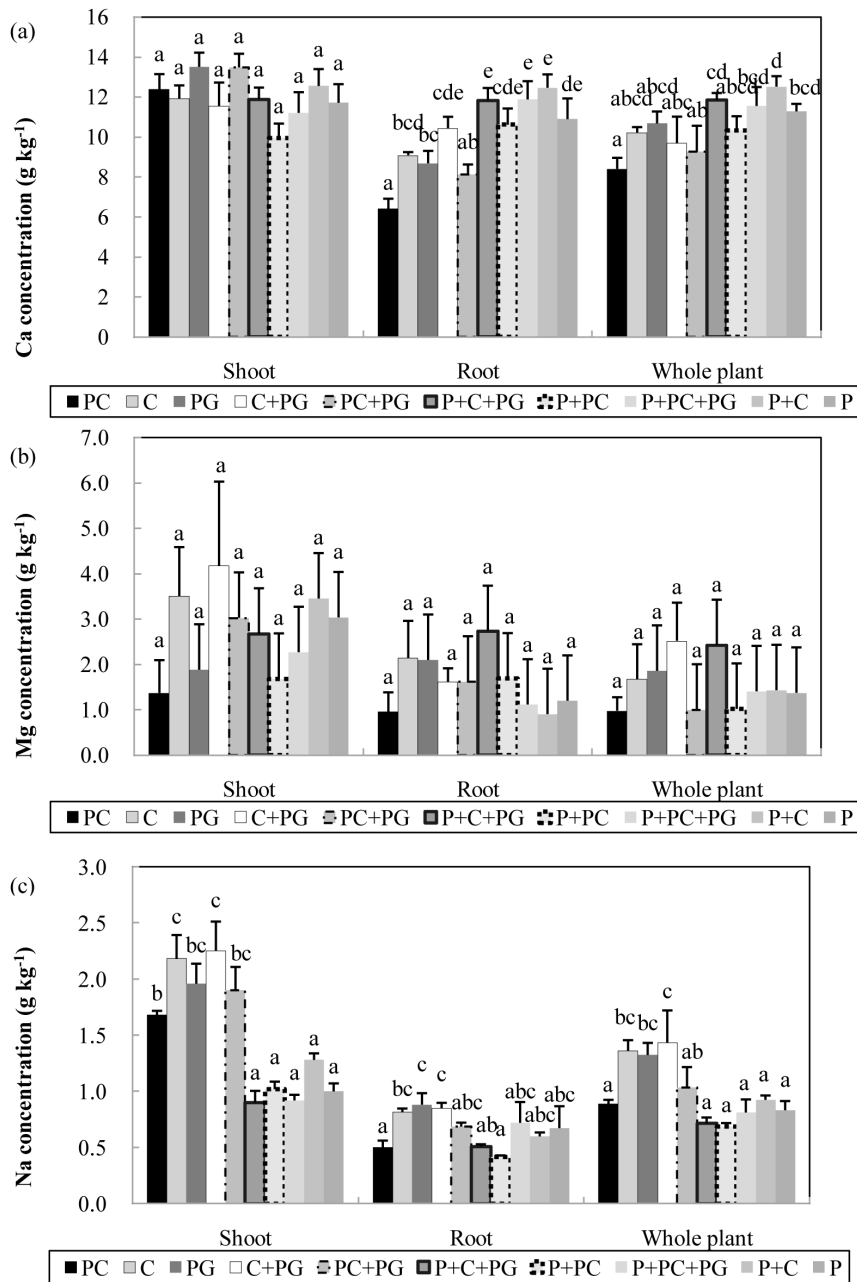 (a)
Ca concentration (g kg-1)
16
14
12
10
8
6
4
2
0
a a a a a a a a a a
a bcd bc cde ab e cde e e de
a abcd abcd abc ab cd abcd bcd d bcd
Shoot Root Whole plant
PC C PG C+PG PC+PG P+C+PG P+PC P+PC+PG P+C P
(b)
Mg concentration (g kg-1)
7.0
6.0
5.0
4.0
3.0
2.0
1.0
0.0
a a a a a a a a a a
a a a a a a a a a a
a a a a a a a a a a
Shoot Root Whole plant
PC C PG C+PG PC+PG P+C+PG P+PC P+PC+PG P+C P
(c)
Na concentration (g kg-1)
3.0
2.5
2.0
1.5
1.0
0.5
0.0
b c bc c bc a a a a a
a bc c c abc ab a abc abc abc
a bc bc c ab a a a a a
Shoot Root Whole plant
PC C PG C+PG PC+PG P+C+PG P+PC P+PC+PG P+C P